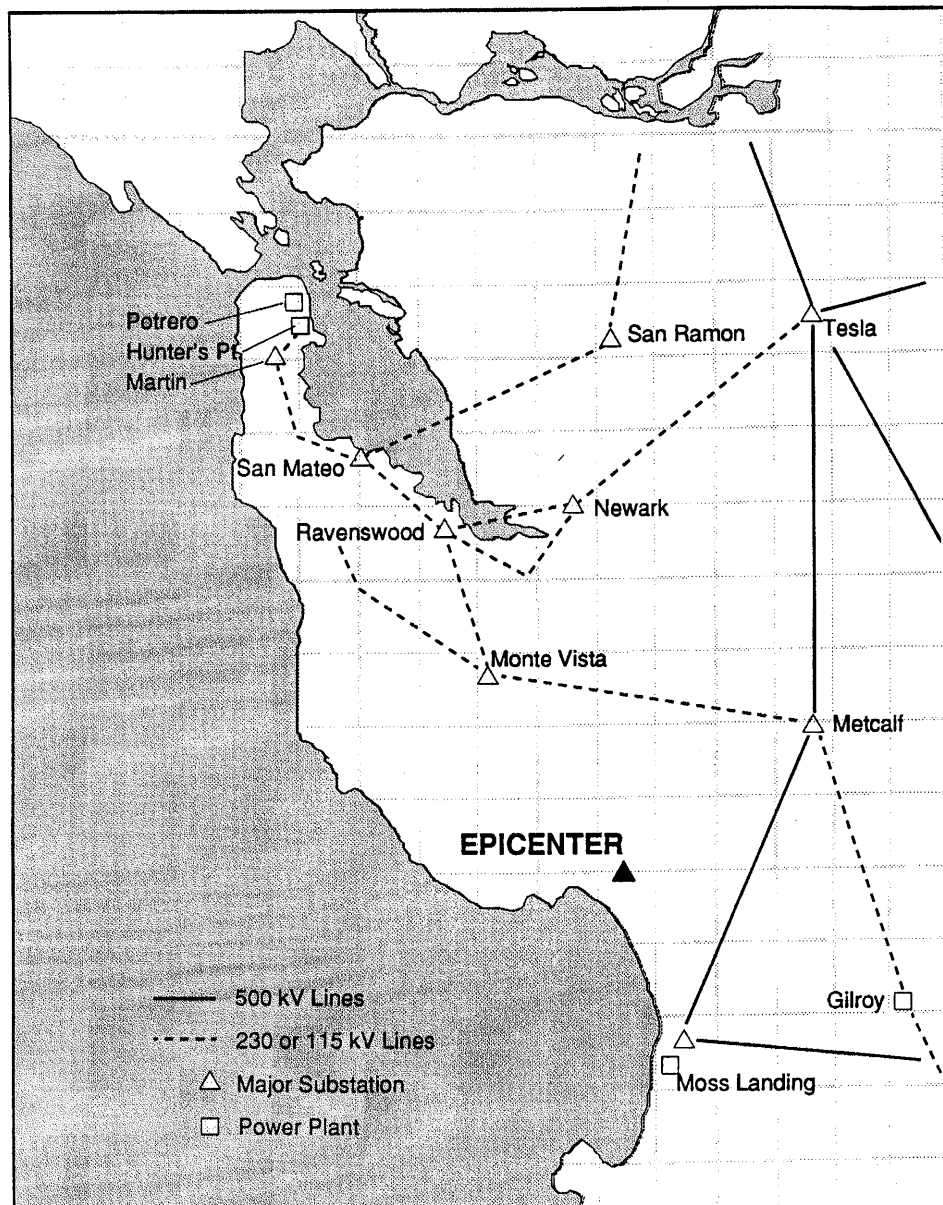 Potrero
Hunter's Pt
Martin
San Ramon
Tesla
San Mateo
Ravenswood
Newark
Monte Vista
Metcalf
EPICENTER
Gilroy
Moss Landing
500 kV Lines
230 or 115 kV Lines
Major Substation
Power Plant